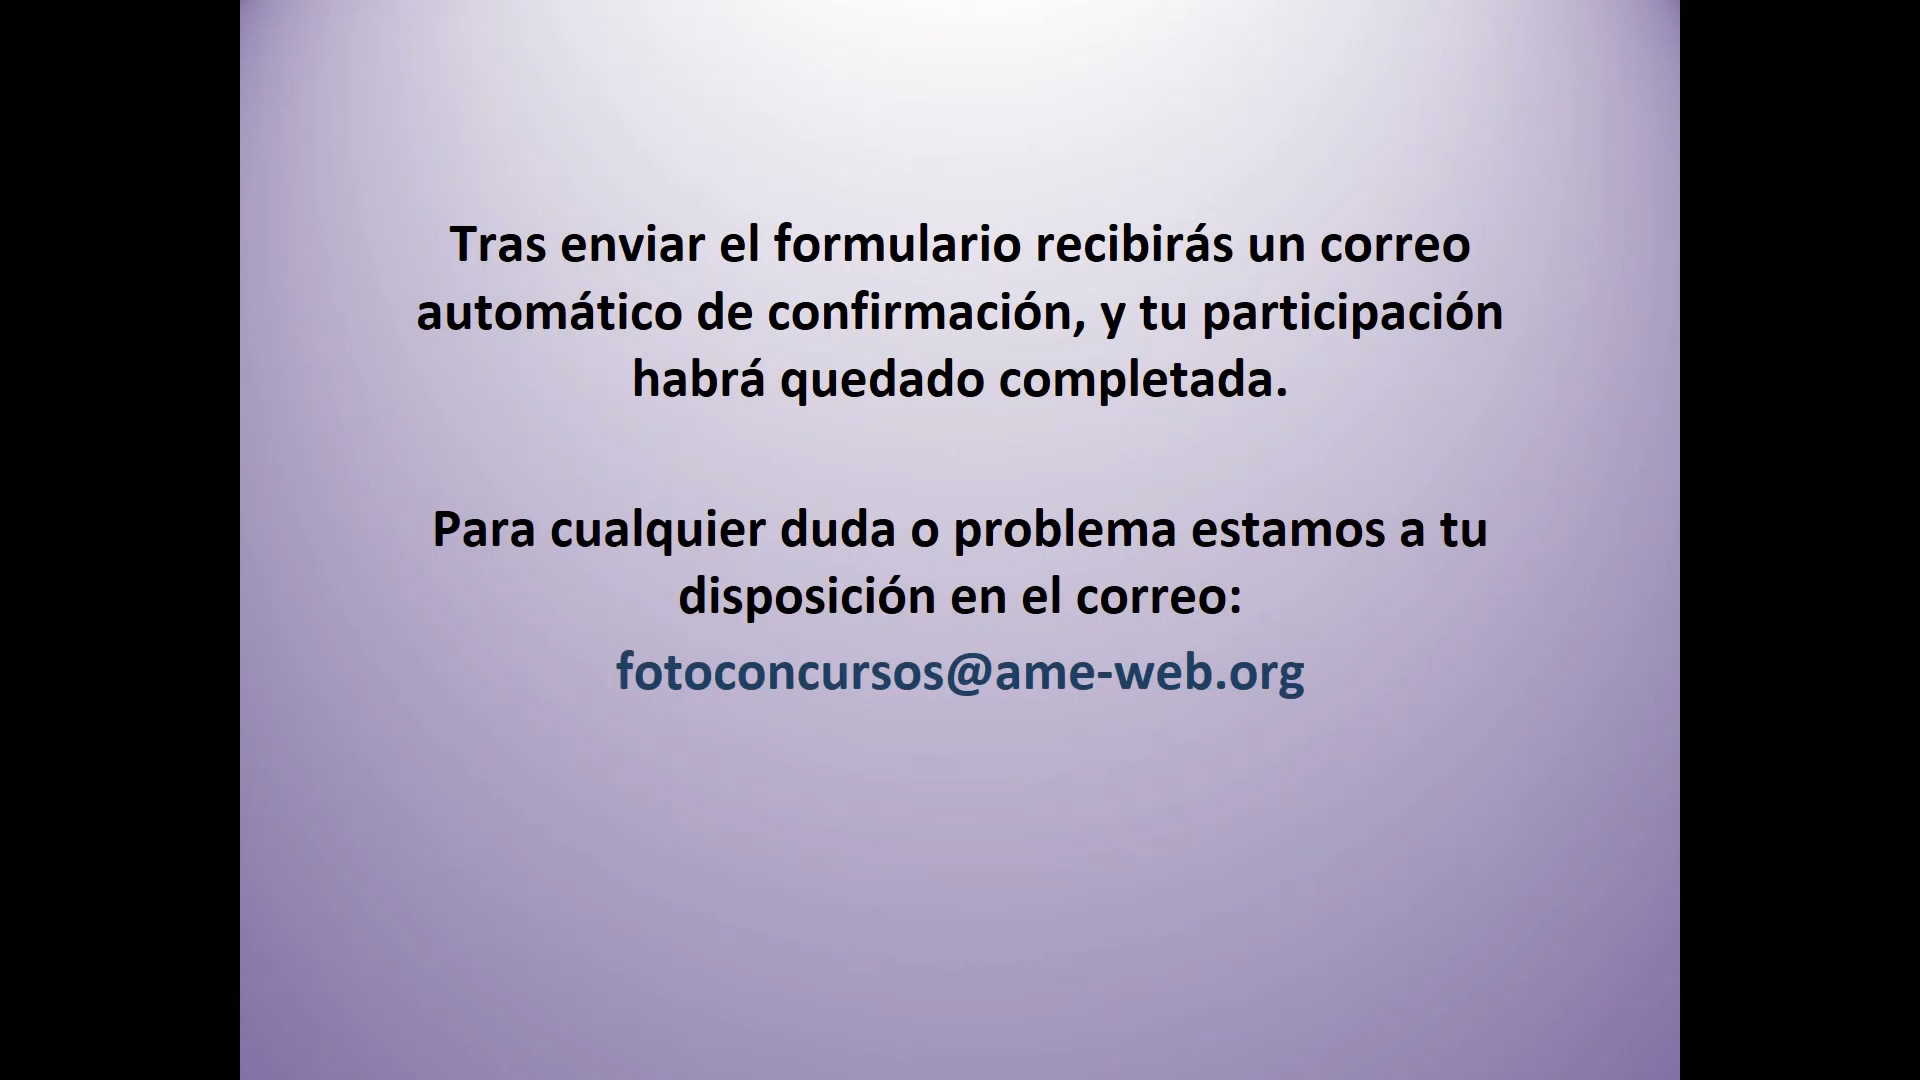 Tras enviar el formulario recibirás un correo
automático de confirmación, y tu participación
habrá quedado completada.
Para cualquier duda o problema estamos a tu
disposición en el correo:
fotoconcursos@ame-web.org